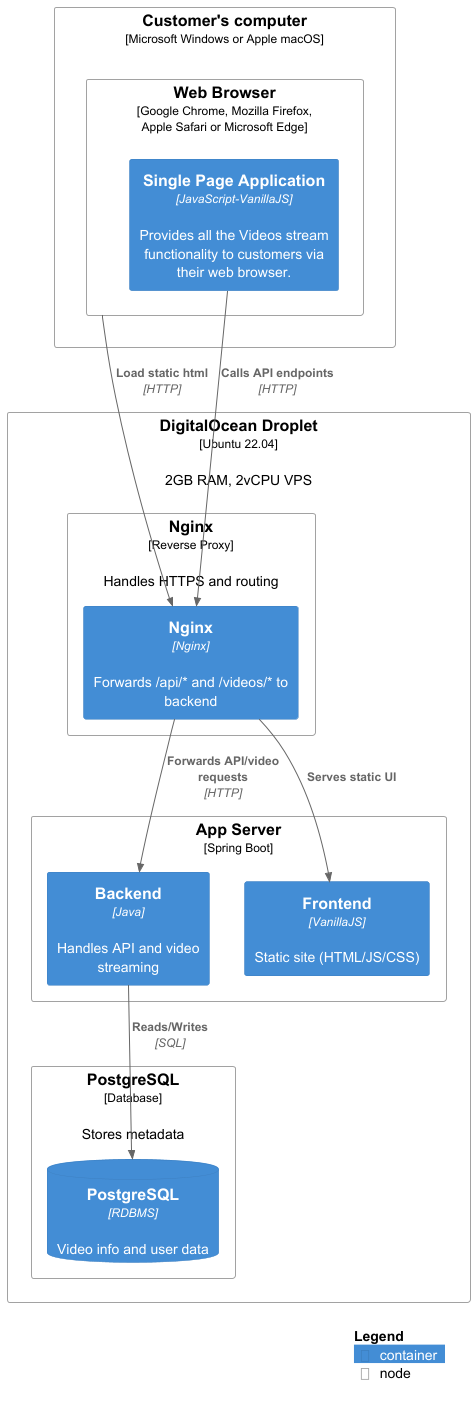 Customer's computer
[Microsoft Windows or Apple macOS]
Web Browser
[Google Chrome, Mozilla Firefox,
Apple Safari or Microsoft Edge]
Single Page Application
[JavaScript-VanillaJS]
Provides all the Videos stream
functionality to customers via
their web browser.
Load static html
[HTTP]
Calls API endpoints
[HTTP]
DigitalOcean Droplet
[Ubuntu 22.04]
2GB RAM, 2vCPU VPS
Nginx
[Reverse Proxy]
Handles HTTPS and routing
Nginx
[Nginx]
Forwards /api/* and /videos/* to
backend
Forwards API/video
requests
[HTTP]
Serves static UI
App Server
[Spring Boot]
Backend
[Java]
Handles API and video
streaming
Frontend
[VanillaJS]
Static site (HTML/JS/CSS)
Reads/Writes
[SQL]
PostgreSQL
[Database]
Stores metadata
PostgreSQL
[RDBMS]
Video info and user data
Legend
container
node